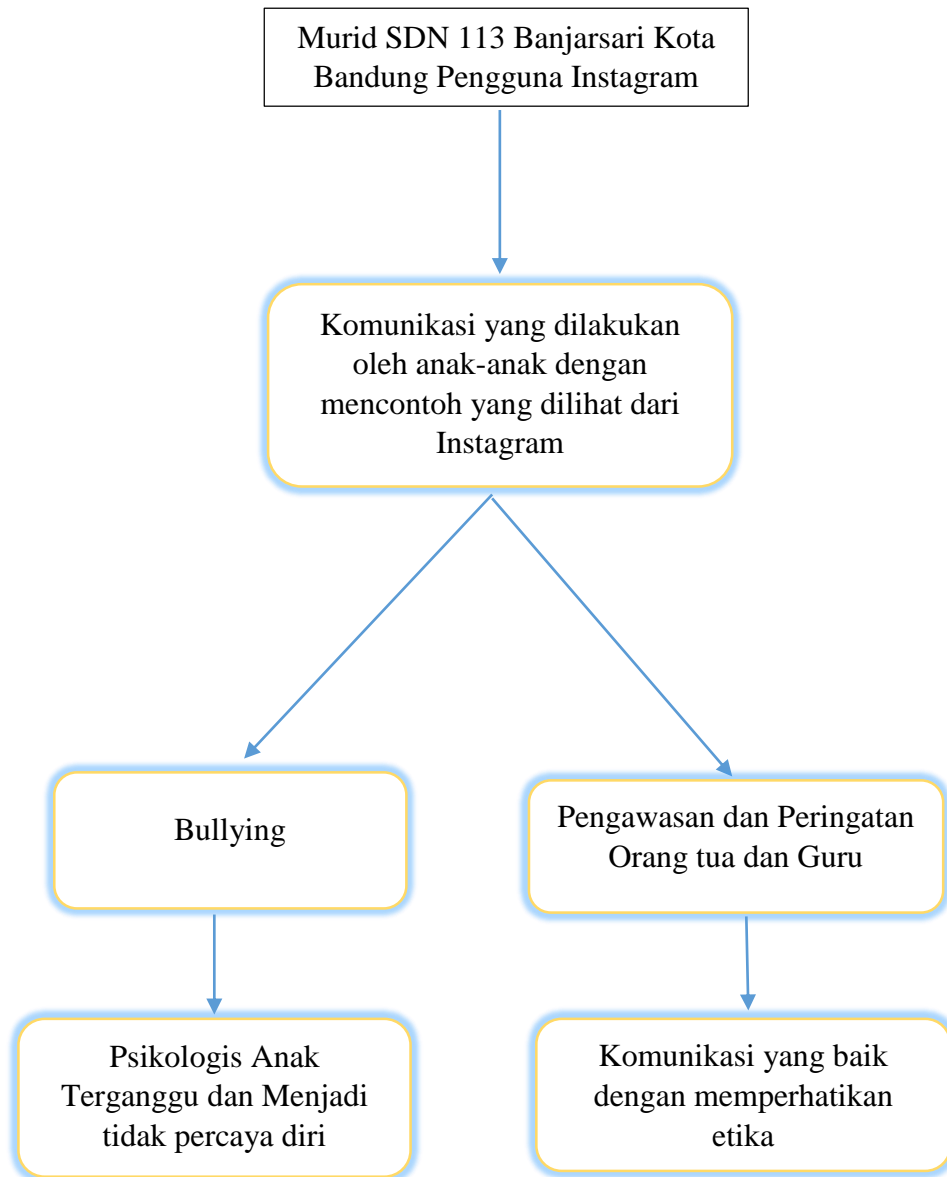 Murid SDN 113 Banjarsari Kota
Bandung Pengguna Instagram
Komunikasi yang dilakukan
oleh anak-anak dengan
mencontoh yang dilihat dari
Instagram
Bullying
Pengawasan dan Peringatan
Orang tua dan Guru
Psikologis Anak
Terganggu dan Menjadi
tidak percaya diri
Komunikasi yang baik
dengan memperhatikan
etika